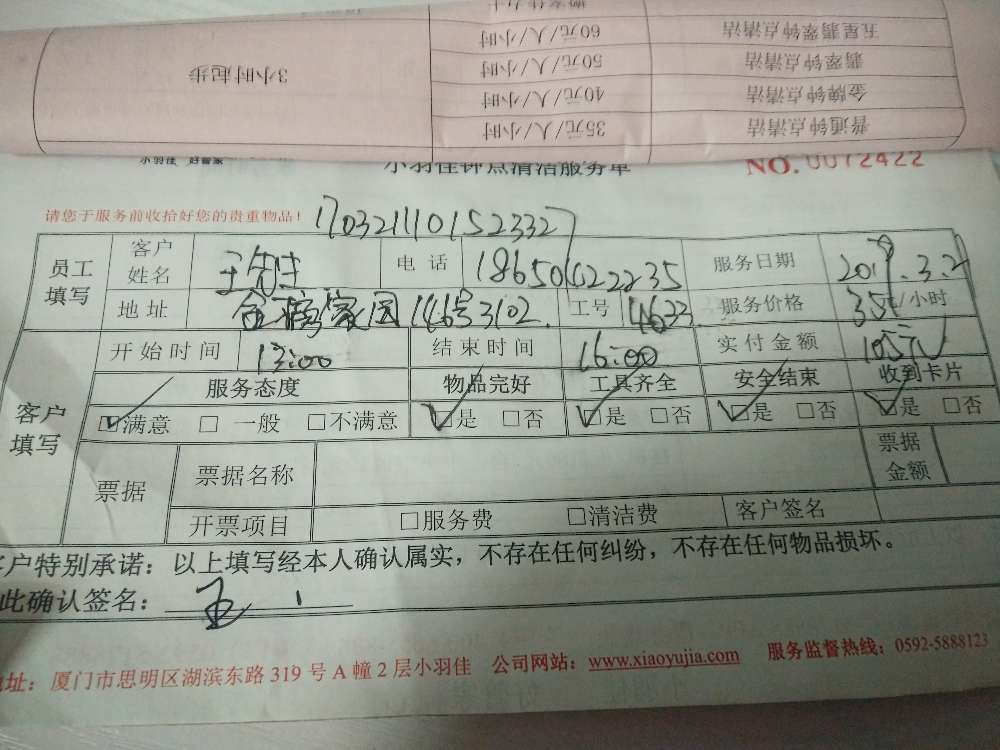 五星翡翠钟点清洁 60元/人/小时
翡翠钟点清洁 50元/人/小时 3小时起步
金牌钟点清洁 40元/人/小时
普通钟点清洁 35元/人/小时
小羽佳 好管家 小羽佳钟点清洁服务单 NO. 0072422
请您于服务前收拾好您的贵重物品! 1703211101523327
员工填写 客户姓名 王先生 电话 18650422235 服务日期 2017.3.21
地址 146号3102. 工号 14633 服务价格 35元/小时
客户填写 开始时间 13:00 结束时间 16:00 实付金额 105元
服务态度 物品完好 工具齐全 安全结束 收到卡片
☑满意 □一般 □不满意 ☑是 □否 ☑是 □否 ☑是 □否 ☑是 □否
票据 票据名称 票据金额
开票项目 □服务费 □清洁费 客户签名
客户特别承诺：以上填写经本人确认属实，不存在任何纠纷，不存在任何物品损坏。
此确认签名：
地址：厦门市思明区湖滨东路 319 号 A 幢 2 层小羽佳 公司网站：www.xiaoyujia.com 服务监督热线：0592-5888123